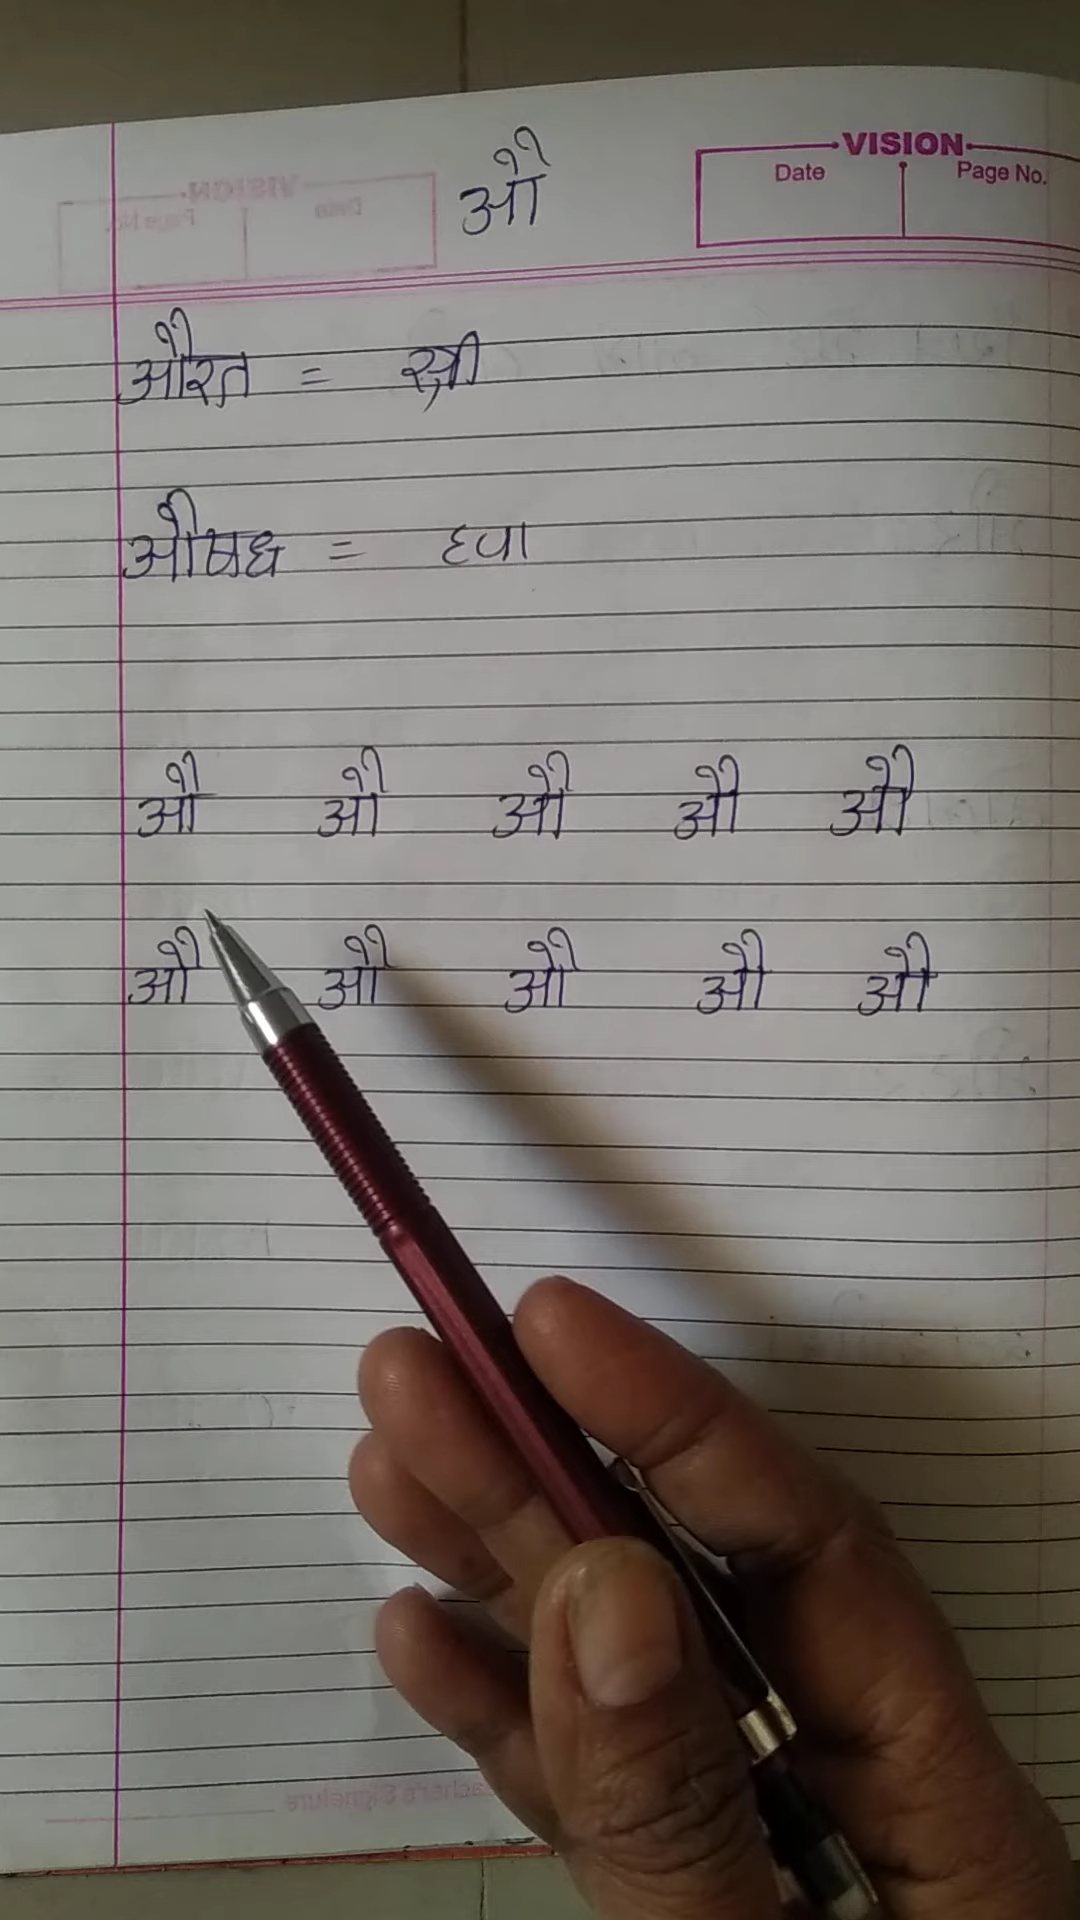 औ
VISION
Date Page No.
औरत = स्त्री
औषध = दवा
औ औ औ औ औ
औ औ औ औ औ